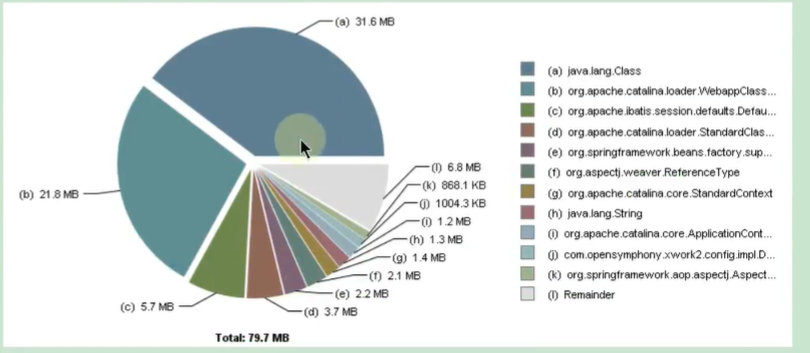 (a) 31.6 MB
(b) 21.8 MB
(c) 5.7 MB
(d) 3.7 MB
(e) 2.2 MB
(f) 2.1 MB
(g) 1.4 MB
(h) 1.3 MB
(i) 1.2 MB
(j) 1004.3 KB
(k) 868.1 KB
(l) 6.8 MB
Total: 79.7 MB
(a) java.lang.Class
(b) org.apache.catalina.loader.WebappClass...
(c) org.apache.ibatis.session.defaults.Defau...
(d) org.apache.catalina.loader.StandardClas...
(e) org.springframework.beans.factory.sup...
(f) org.aspectj.weaver.ReferenceType
(g) org.apache.catalina.core.StandardContext
(h) java.lang.String
(i) org.apache.catalina.core.ApplicationCont...
(j) com.opensymphony.xwork2.config.impl.D...
(k) org.springframework.aop.aspectj.Aspect...
(l) Remainder